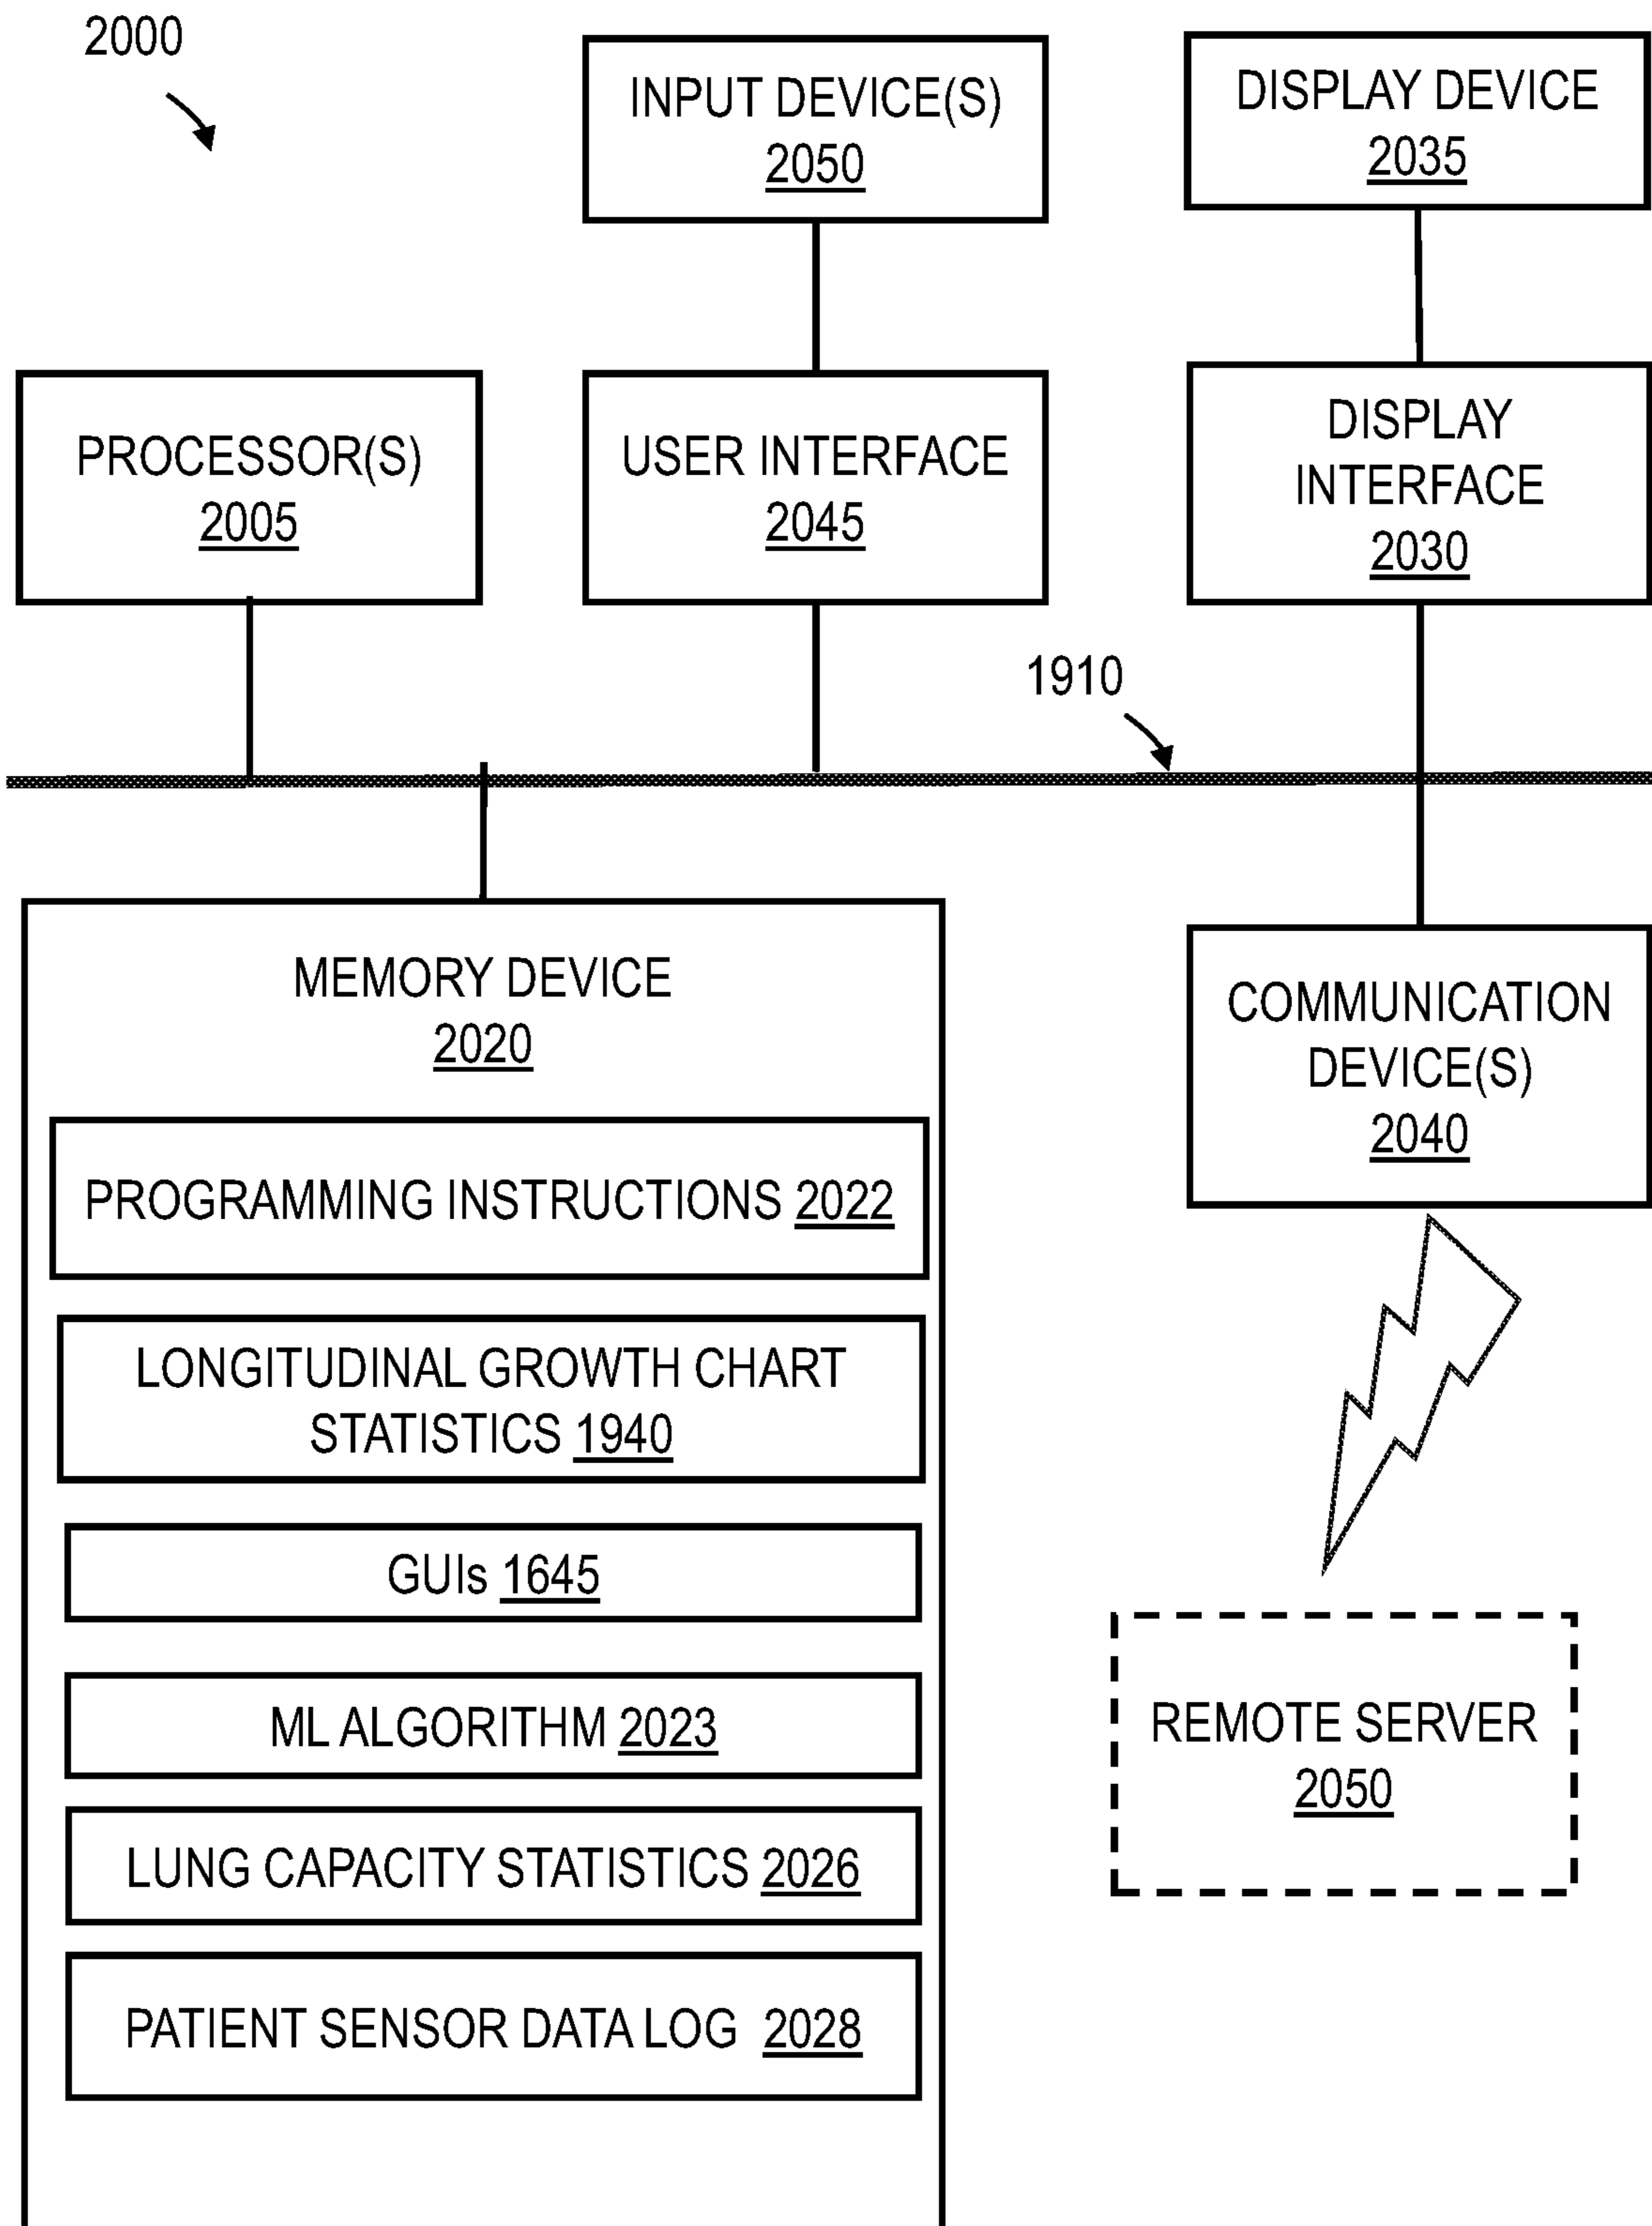 2000
INPUT DEVICE(S)
2050
DISPLAY DEVICE
2035
PROCESSOR(S)
2005
USER INTERFACE
2045
DISPLAY
INTERFACE
2030
1910
MEMORY DEVICE
2020
PROGRAMMING INSTRUCTIONS 2022
LONGITUDINAL GROWTH CHART
STATISTICS 1940
GUIs 1645
ML ALGORITHM 2023
LUNG CAPACITY STATISTICS 2026
PATIENT SENSOR DATA LOG 2028
COMMUNICATION
DEVICE(S)
2040
REMOTE SERVER
2050